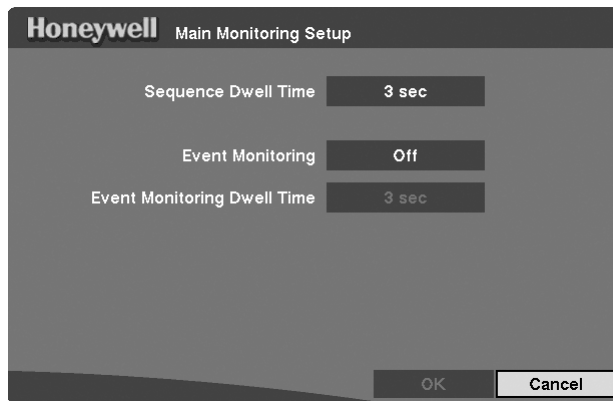 Honeywell Main Monitoring Setup
Sequence Dwell Time 3 sec
Event Monitoring Off
Event Monitoring Dwell Time 3 sec
OK Cancel